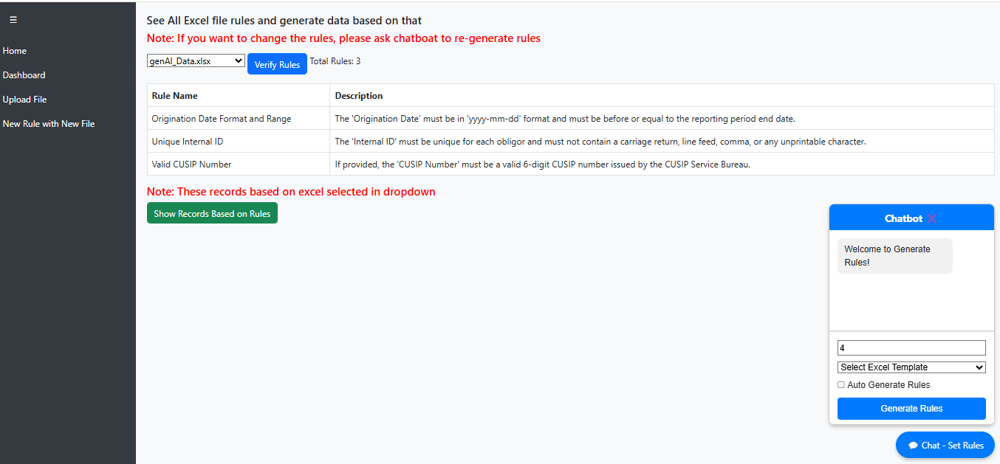 ☰
Home
Dashboard
Upload File
New Rule with New File
See All Excel file rules and generate data based on that
Note: If you want to change the rules, please ask chatboat to re-generate rules
genAI_Data.xlsx Verify Rules Total Rules: 3
Rule Name Description
Origination Date Format and Range The 'Origination Date' must be in 'yyyy-mm-dd' format and must be before or equal to the reporting period end date.
Unique Internal ID The 'Internal ID' must be unique for each obligor and must not contain a carriage return, line feed, comma, or any unprintable character.
Valid CUSIP Number If provided, the 'CUSIP Number' must be a valid 6-digit CUSIP number issued by the CUSIP Service Bureau.
Note: These records based on excel selected in dropdown
Show Records Based on Rules
Chatbot ❌
Welcome to Generate
Rules!
4
Select Excel Template
Auto Generate Rules
Generate Rules
Chat - Set Rules